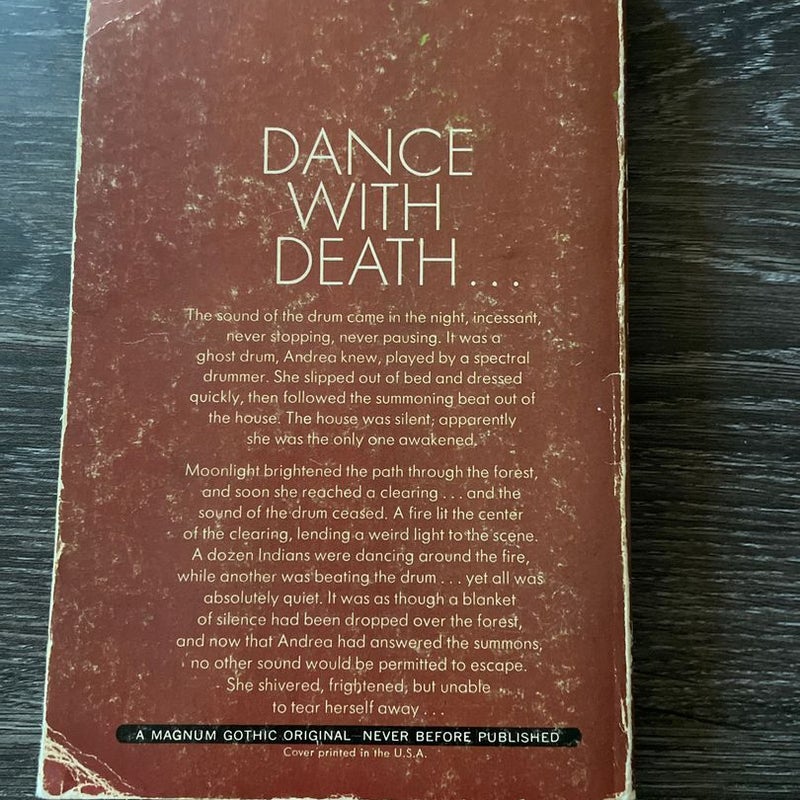 DANCE
WITH
DEATH...
The sound of the drum came in the night, incessant,
never stopping, never pausing. It was a
ghost drum, Andrea knew, played by a spectral
drummer. She slipped out of bed and dressed
quickly, then followed the summoning beat out of
the house. The house was silent; apparently
she was the only one awakened.
Moonlight brightened the path through the forest,
and soon she reached a clearing . . . and the
sound of the drum ceased. A fire lit the center
of the clearing, lending a weird light to the scene.
A dozen Indians were dancing around the fire,
while another was beating the drum . . . yet all was
absolutely quiet. It was as though a blanket
of silence had been dropped over the forest,
and now that Andrea had answered the summons,
no other sound would be permitted to escape.
She shivered, frightened, but unable
to tear herself away . . .
A MAGNUM GOTHIC ORIGINAL—NEVER BEFORE PUBLISHED
Cover printed in the U.S.A.